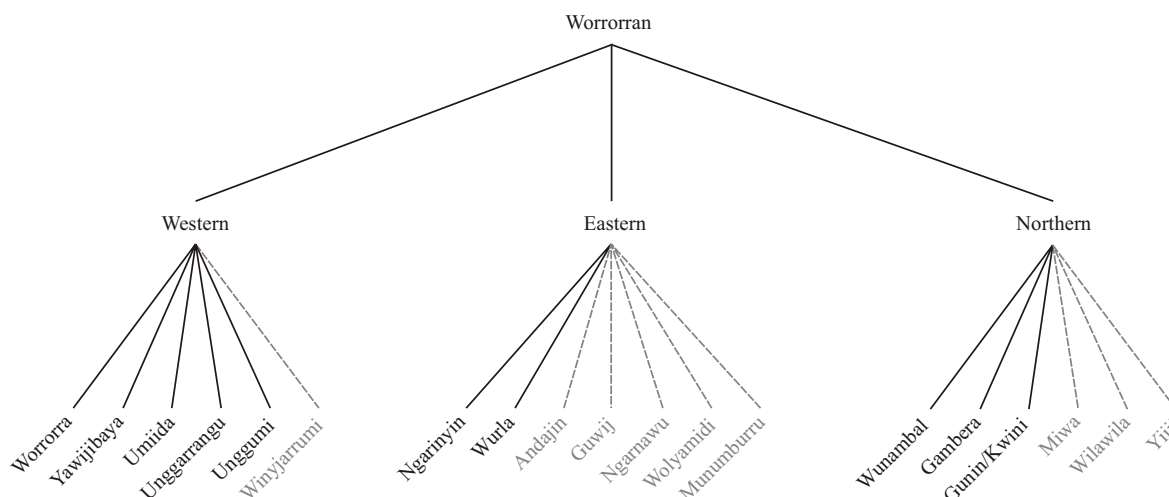 Worrorran
Western
Eastern
Northern
Worrorra
Yawijibaya
Umiida
Unggarrangu
Unggumi
Winyjarrumi
Ngarinyin
Wurla
Andajin
Guwij
Ngarnawu
Wolyamidi
Munumburru
Wunambal
Gambera
Gunin/Kwini
Miwa
Wilawila